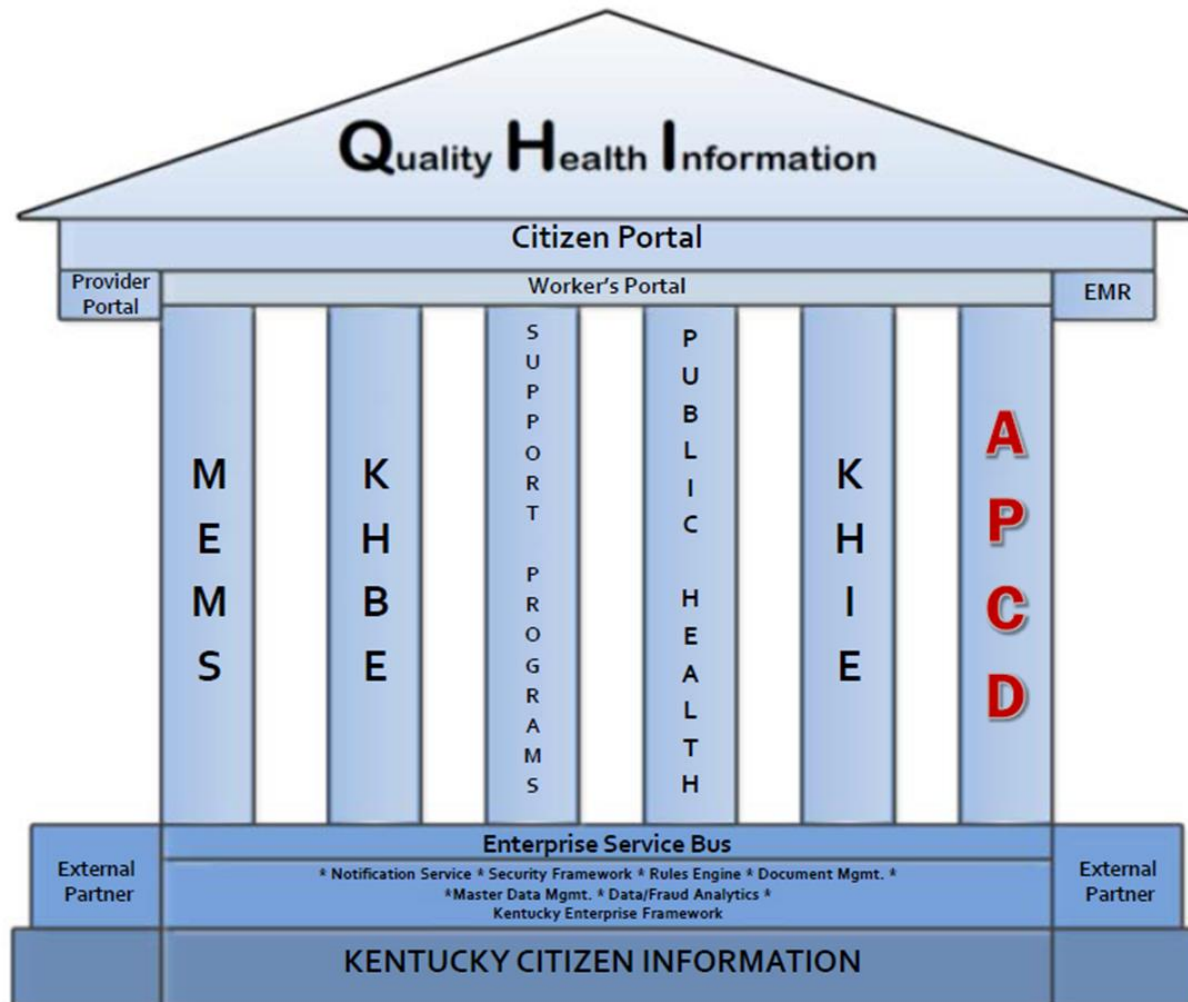 Quality Health Information
Citizen Portal
Provider
Portal
Worker's Portal
EMR
MEMS
KHBE
SUPPORT PROGRAMS
PUBLIC HEALTH
KHIE
APCD
External
Partner
Enterprise Service Bus
* Notification Service * Security Framework * Rules Engine * Document Mgmt. *
*Master Data Mgmt. * Data/Fraud Analytics *
Kentucky Enterprise Framework
External
Partner
KENTUCKY CITIZEN INFORMATION